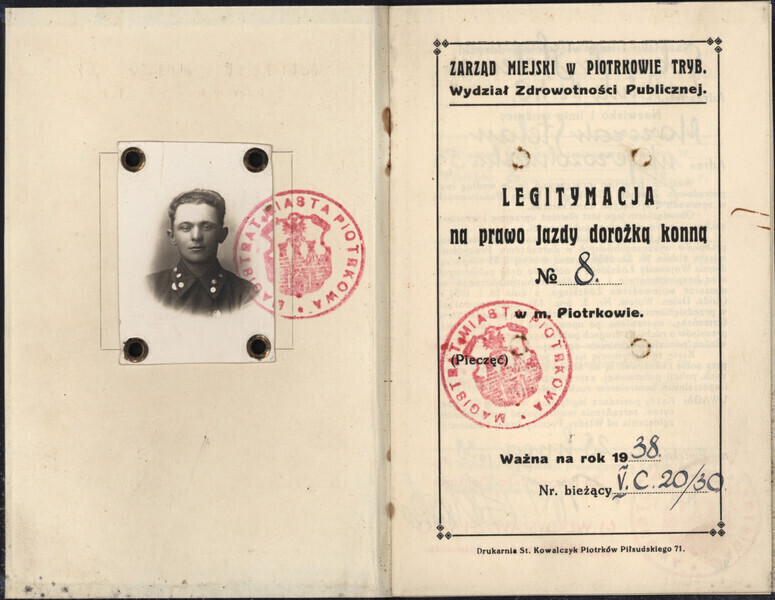 MAGISTRAT MIASTA PIOTRKOWA
ZARZĄD MIEJSKI w PIOTRKOWIE TRYB.
Wydział Zdrowotności Publicznej.
LEGITYMACJA
na prawo jazdy dorożką konną
№ 8
w m. Piotrkowie.
MAGISTRAT MIASTA PIOTRKOWA
(Pieczęć)
Ważna na rok 1938.
Nr. bieżący V.C.20/30
Drukarnia St. Kowalczyk Piotrków Piłsudskiego 71.